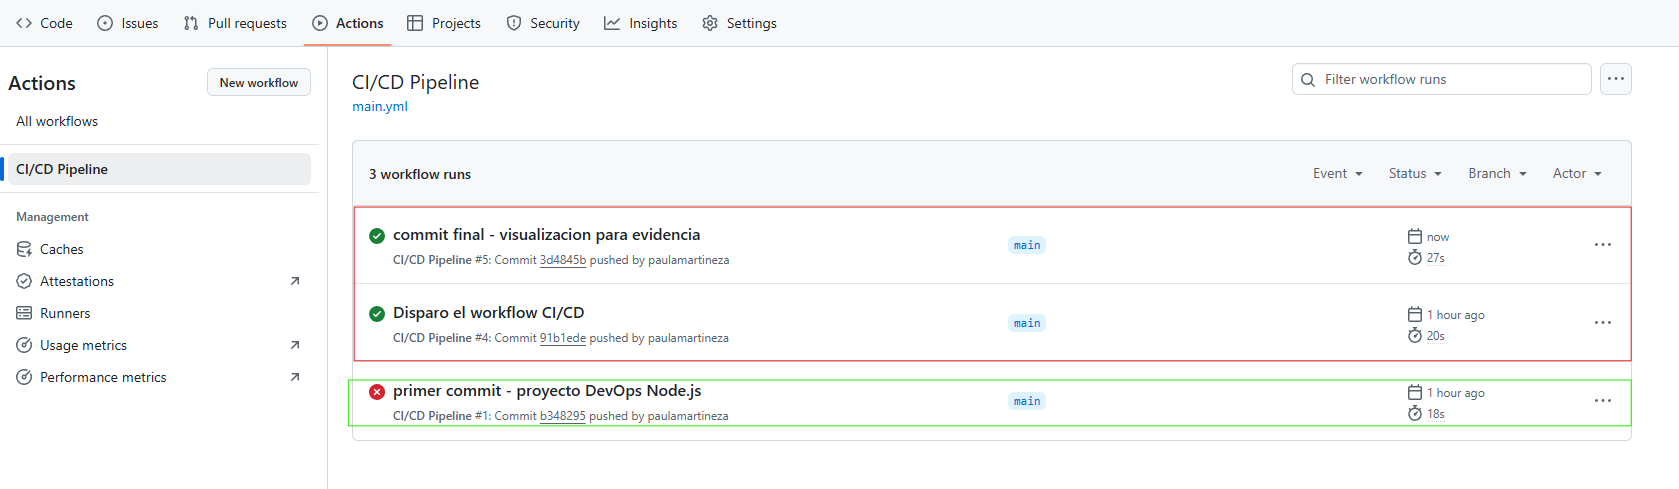 Code Issues Pull requests Actions Projects Security Insights Settings
Actions
New workflow
All workflows
CI/CD Pipeline
Management
Caches
Attestations
Runners
Usage metrics
Performance metrics
CI/CD Pipeline
main.yml
Filter workflow runs
3 workflow runs
Event Status Branch Actor
commit final - visualizacion para evidencia
CI/CD Pipeline #5: Commit 3d4845b pushed by paulamartineza
main
now
27s
Disparo el workflow CI/CD
CI/CD Pipeline #4: Commit 91b1ede pushed by paulamartineza
main
1 hour ago
20s
primer commit - proyecto DevOps Node.js
CI/CD Pipeline #1: Commit b348295 pushed by paulamartineza
main
1 hour ago
18s